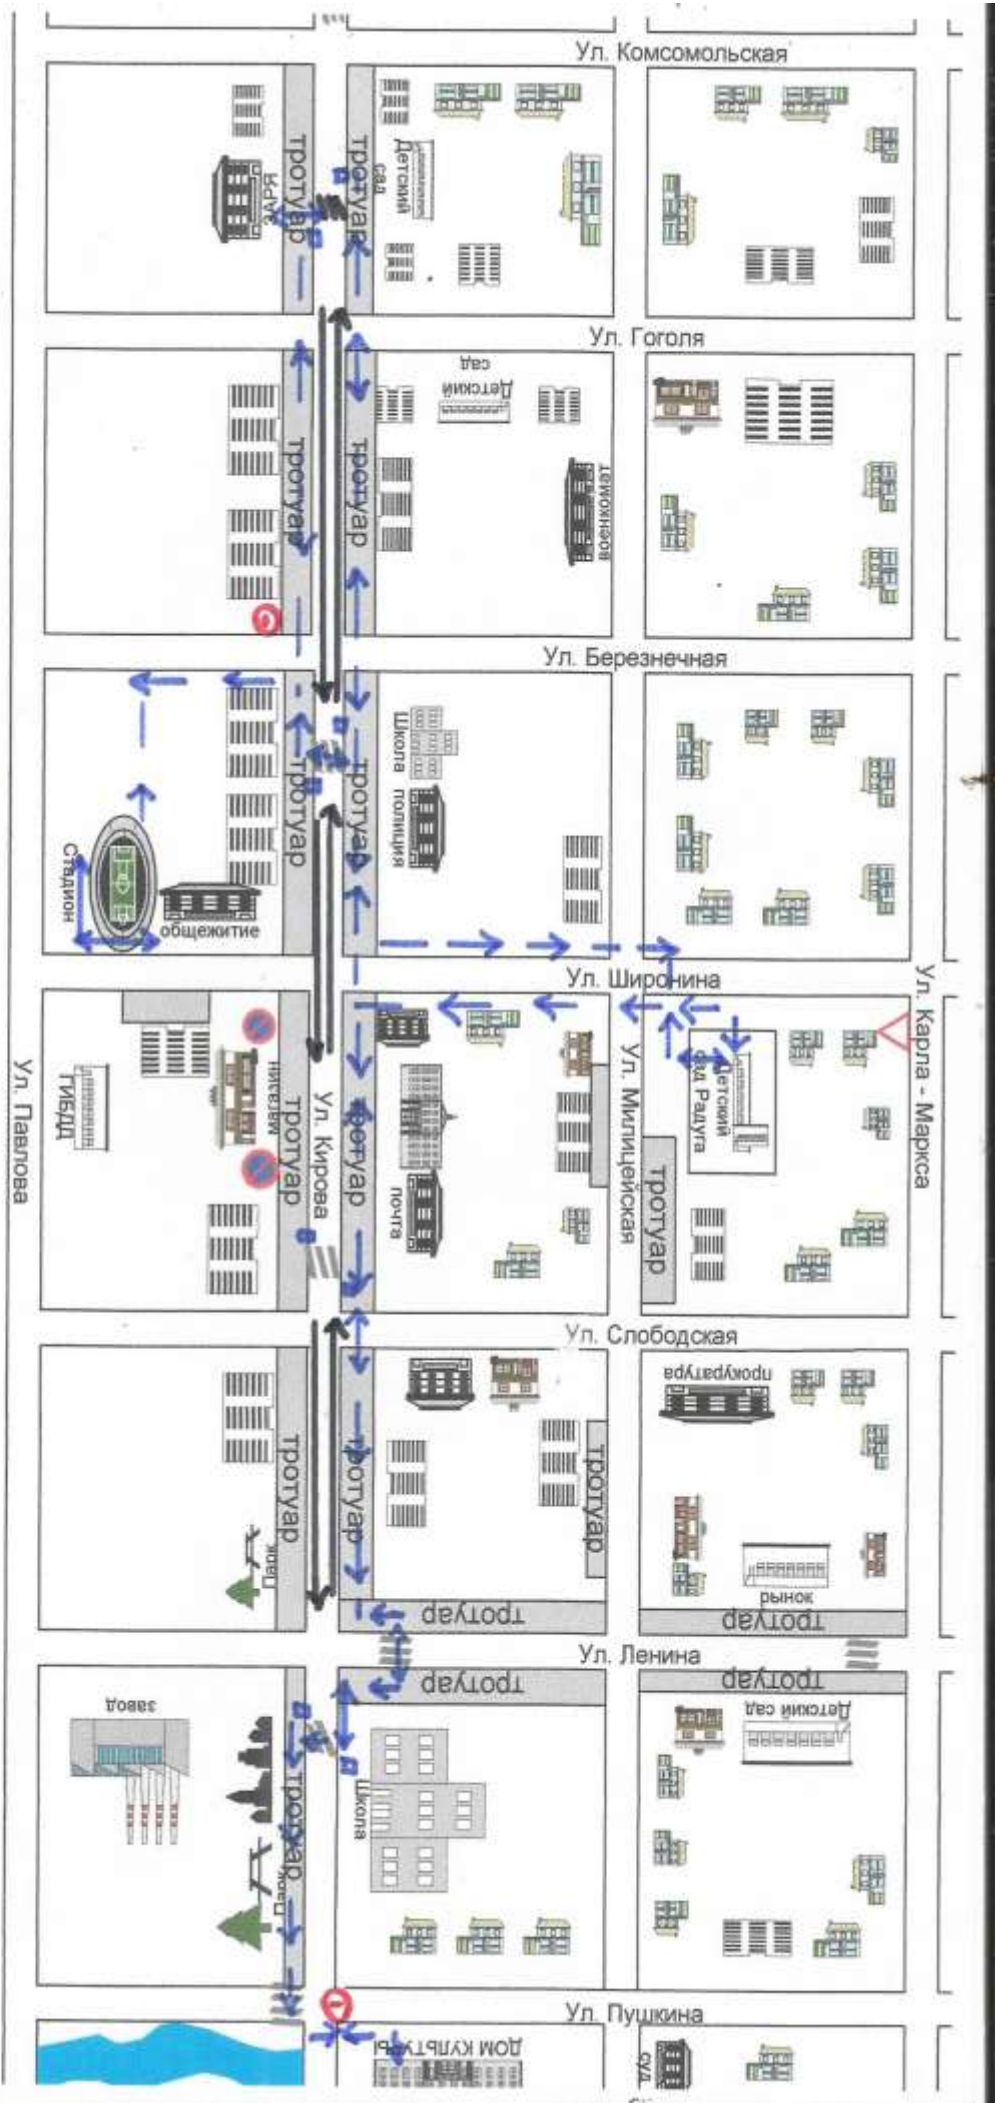 Ул. Комсомольская
тротуар
тротуар
ЗАРЯ
Детский
сад
Ул. Гоголя
Детский
сад
тротуар
тротуар
военкомат
Ул. Березнечная
Школа
полиция
тротуар
тротуар
Стадион
общежитие
Ул. Широнина
Ул. Карла - Маркса
Ул. Павлова
ГИБДД
магазин
тротуар
Ул. Кирова
тротуар
почта
Ул. Милицейская
Детский
сад Радуга
тротуар
Ул. Слободская
прокуратура
тротуар
тротуар
тротуар
Парк
рынок
тротуар
тротуар
Ул. Ленина
тротуар
тротуар
завод
Детский сад
тротуар
Школа
Парк
Ул. Пушкина
ДОМ КУЛЬТУРЫ
суд